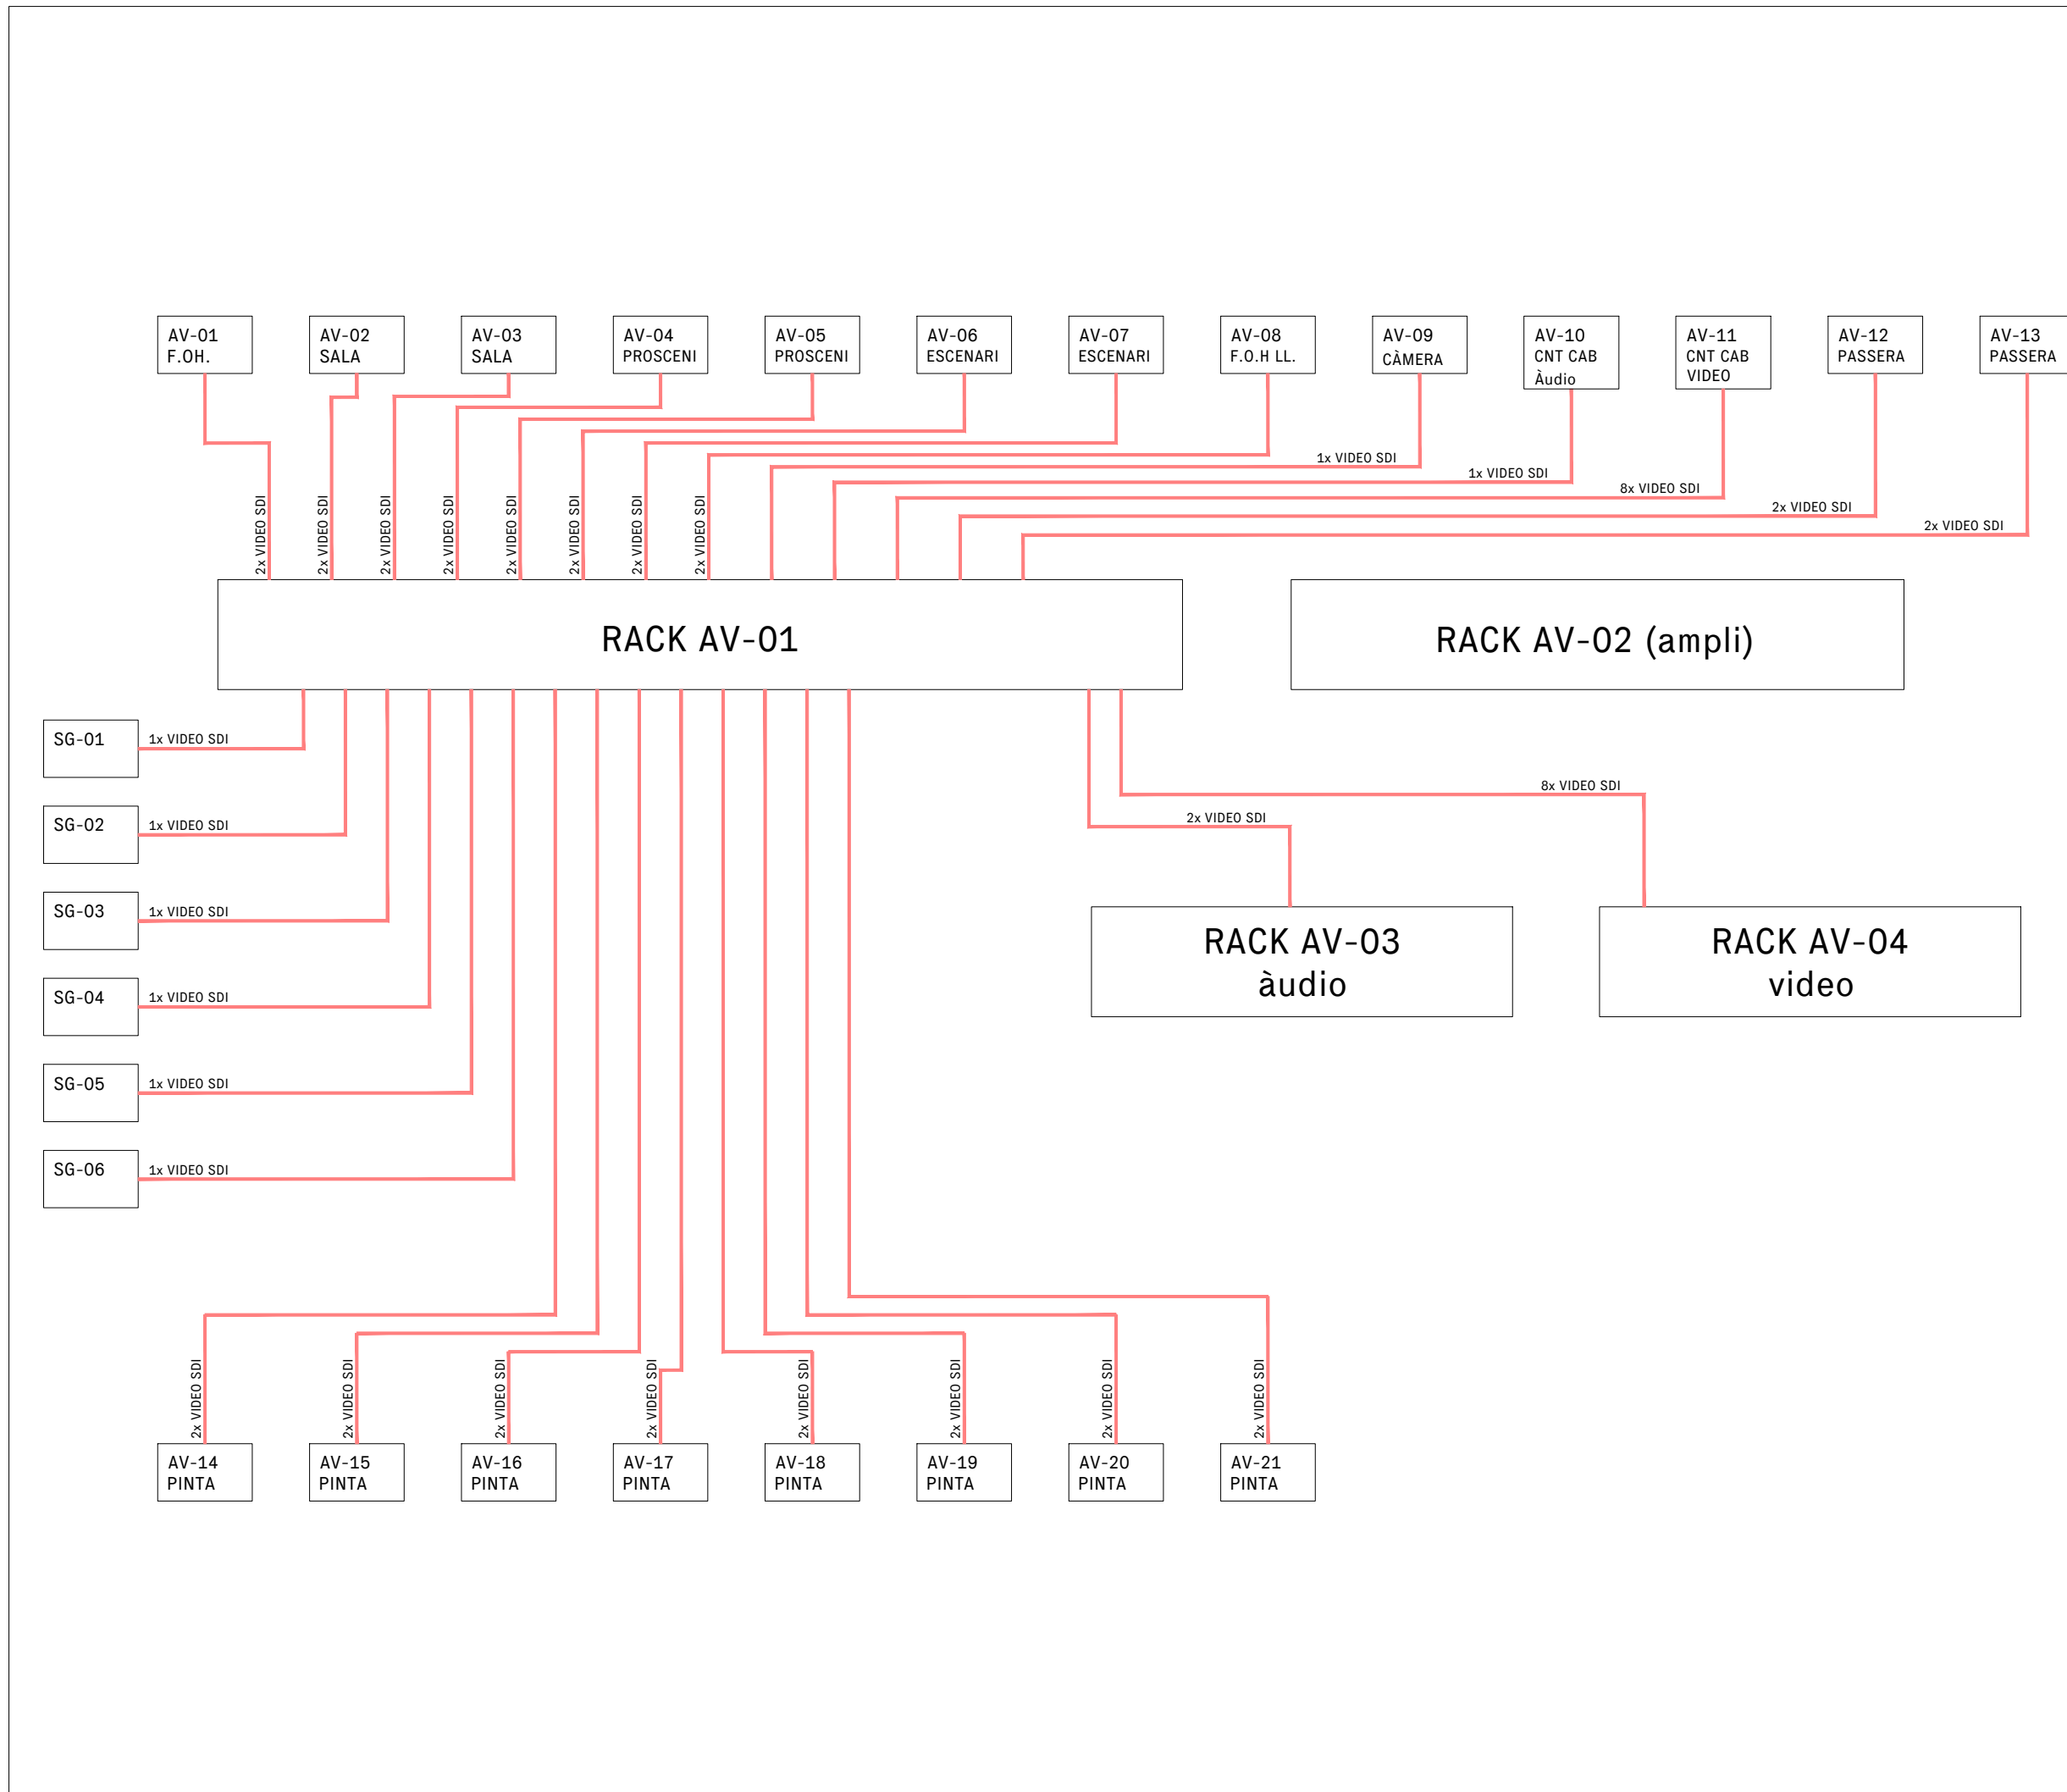 AV-01
F.OH.
AV-02
SALA
AV-03
SALA
AV-04
PROSCENI
AV-05
PROSCENI
AV-06
ESCENARI
AV-07
ESCENARI
AV-08
F.O.H LL.
AV-09
CÀMERA
AV-10
CNT CAB
Àudio
AV-11
CNT CAB
VIDEO
AV-12
PASSERA
AV-13
PASSERA
2x VIDEO SDI
2x VIDEO SDI
2x VIDEO SDI
2x VIDEO SDI
2x VIDEO SDI
2x VIDEO SDI
2x VIDEO SDI
2x VIDEO SDI
1x VIDEO SDI
1x VIDEO SDI
8x VIDEO SDI
2x VIDEO SDI
2x VIDEO SDI
RACK AV-01
RACK AV-02 (ampli)
SG-01
1x VIDEO SDI
SG-02
1x VIDEO SDI
SG-03
1x VIDEO SDI
SG-04
1x VIDEO SDI
SG-05
1x VIDEO SDI
SG-06
1x VIDEO SDI
8x VIDEO SDI
2x VIDEO SDI
RACK AV-03
àudio
RACK AV-04
video
2x VIDEO SDI
2x VIDEO SDI
2x VIDEO SDI
2x VIDEO SDI
2x VIDEO SDI
2x VIDEO SDI
2x VIDEO SDI
2x VIDEO SDI
AV-14
PINTA
AV-15
PINTA
AV-16
PINTA
AV-17
PINTA
AV-18
PINTA
AV-19
PINTA
AV-20
PINTA
AV-21
PINTA